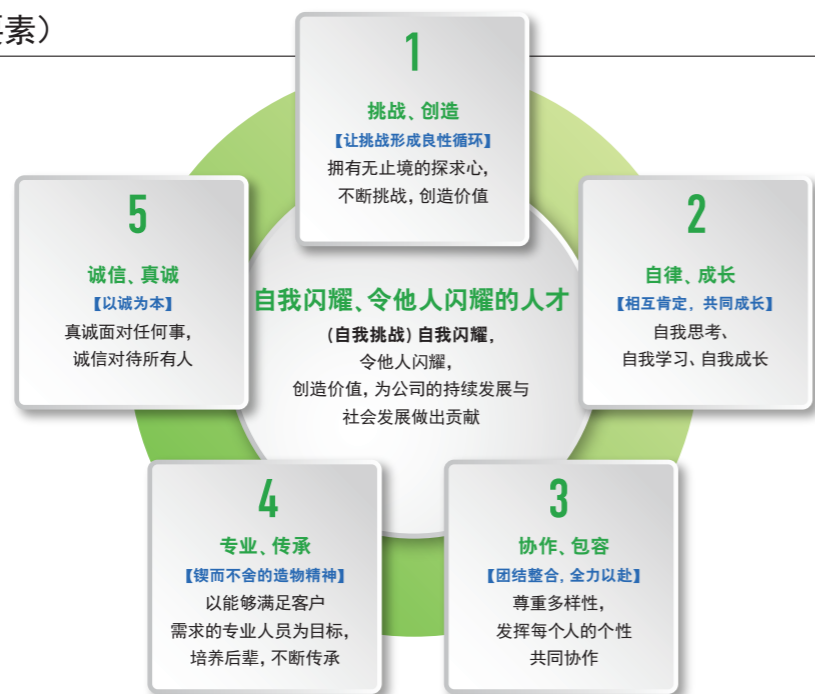 素）
1
挑战、创造
【让挑战形成良性循环】
拥有无止境的探求心，
不断挑战，创造价值
2
自律、成长
【相互肯定，共同成长】
自我思考、
自我学习、自我成长
3
协作、包容
【团结整合，全力以赴】
尊重多样性，
发挥每个人的个性
共同协作
4
专业、传承
【锲而不舍的造物精神】
以能够满足客户
需求的专业人员为目标，
培养后辈，不断传承
5
诚信、真诚
【以诚为本】
真诚面对任何事，
诚信对待所有人
自我闪耀、令他人闪耀的人才
(自我挑战) 自我闪耀，
令他人闪耀，
创造价值，为公司的持续发展与
社会发展做出贡献